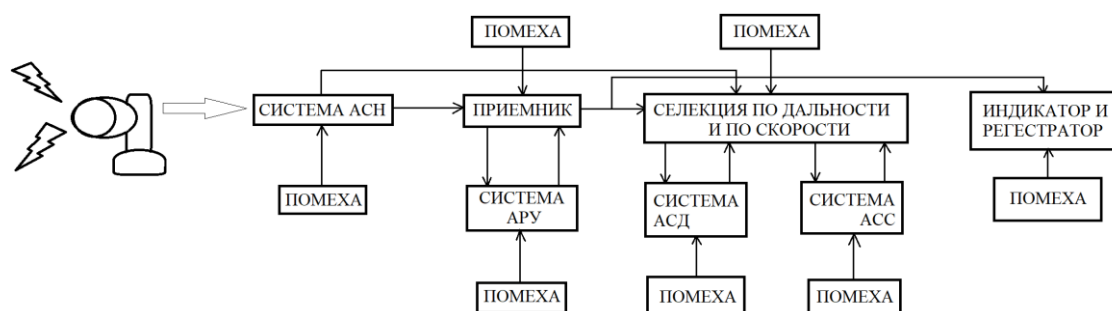 ПОМЕХА
ПОМЕХА
СИСТЕМА АСН
ПРИЕМНИК
СЕЛЕКЦИЯ ПО ДАЛЬНОСТИ
И ПО СКОРОСТИ
ИНДИКАТОР И
РЕГЕСТРАТОР
ПОМЕХА
СИСТЕМА
АРУ
СИСТЕМА
АСД
СИСТЕМА
АСС
ПОМЕХА
ПОМЕХА
ПОМЕХА
ПОМЕХА